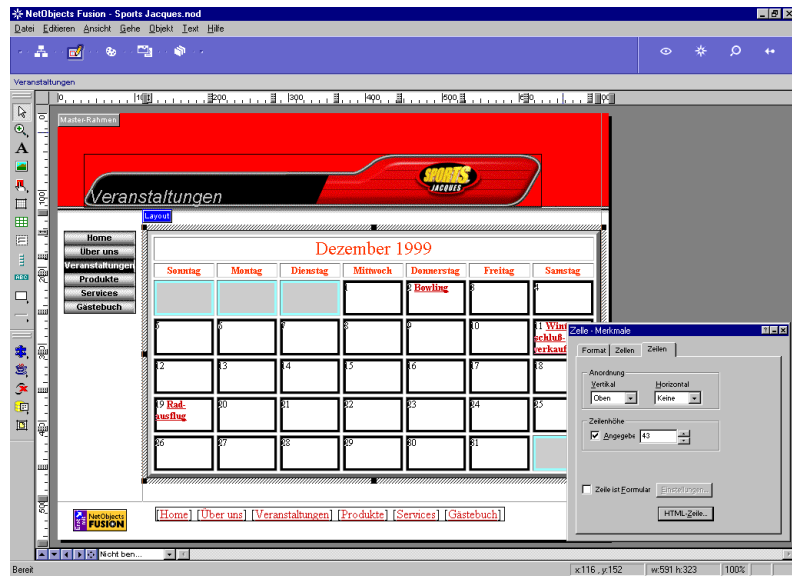 NetObjects Fusion - Sports Jacques.nod
Datei Editieren Ansicht Gehe Objekt Text Hilfe
Veranstaltungen
Master-Rahmen
SPORTS
JACQUES
Veranstaltungen
Layout
Home
Über uns
Veranstaltungen
Produkte
Services
Gästebuch
Dezember 1999
Sonntag Montag Dienstag Mittwoch Donnerstag Freitag Samstag
1 2 Bowling 3 4
5 6 7 8 9 10 11 Wint
schluß-
verkauf
12 13 14 15 16 17 18
19 Rad-
ausflug
20 21 22 23 24 25
26 27 28 29 30 31
Zelle - Merkmale
Format Zellen Zeilen
Anordnung
Vertikal Horizontal
Oben Keine
Zeilenhöhe
Angegebe 43
Zeile ist Formular Einstellungen...
HTML-Zeile...
NetObjects
FUSION
[Home] [Über uns] [Veranstaltungen] [Produkte] [Services] [Gästebuch]
Nicht ben...
Bereit
x:116 , y:152 w:591 h:323 100%